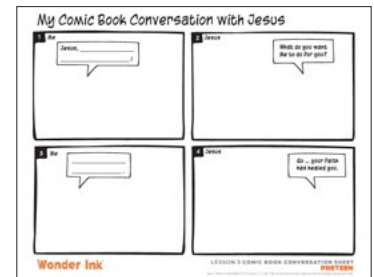 My Comic Book Conversation with Jesus
1 Me
Jesus,
!
2 Jesus
What do you want
Me to do for you?
3 Me
4 Jesus
Go ... your faith
has healed you.
Wonder Ink
LESSON 5 COMIC BOOK CONVERSATION SHEET
PRETEEN